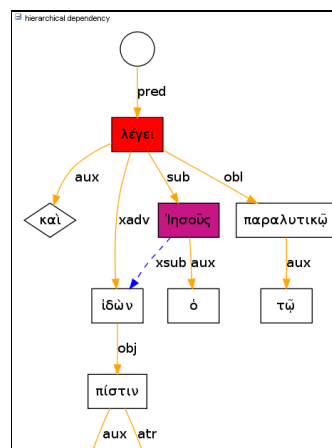 hierarchical dependency
pred
λέγει
aux
sub
obl
xadv
καὶ
Ἰησοῦς
παραλυτικῷ
xsub
aux
aux
ἰδὼν
ὁ
τῷ
obj
πίστιν
aux
atr